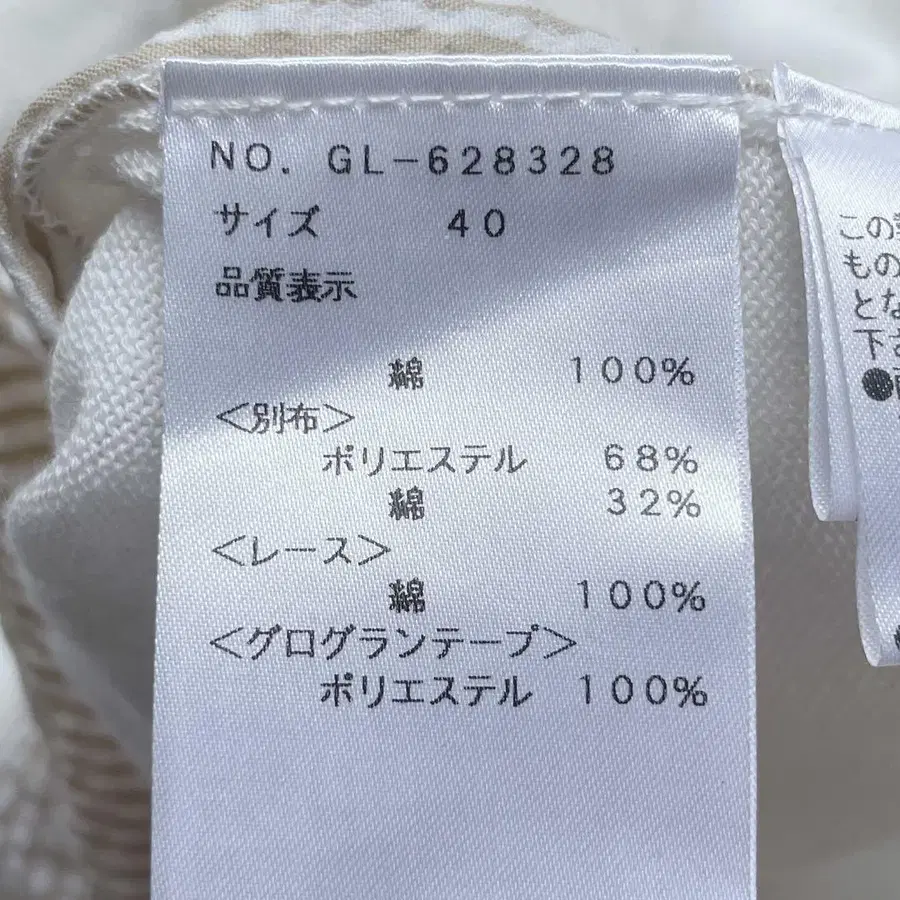 NO. GL-628328
サイズ 40
品質表示
綿 100%
<別布>
ポリエステル 68%
綿 32%
<レース>
綿 100%
<グログランテープ>
ポリエステル 100%
この
もの
とな
下さ